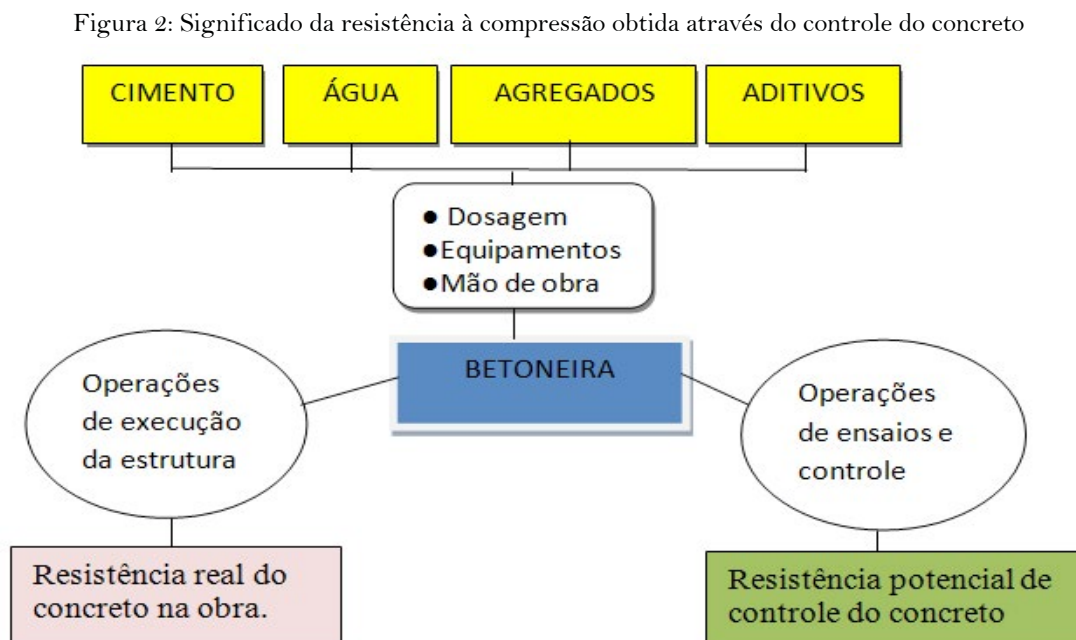 Figura 2: Significado da resistência à compressão obtida através do controle do concreto
CIMENTO
ÁGUA
AGREGADOS
ADITIVOS
● Dosagem
●Equipamentos
●Mão de obra
BETONEIRA
Operações
de execução
da estrutura
Operações
de ensaios e
controle
Resistência real do
concreto na obra.
Resistência potencial de
controle do concreto